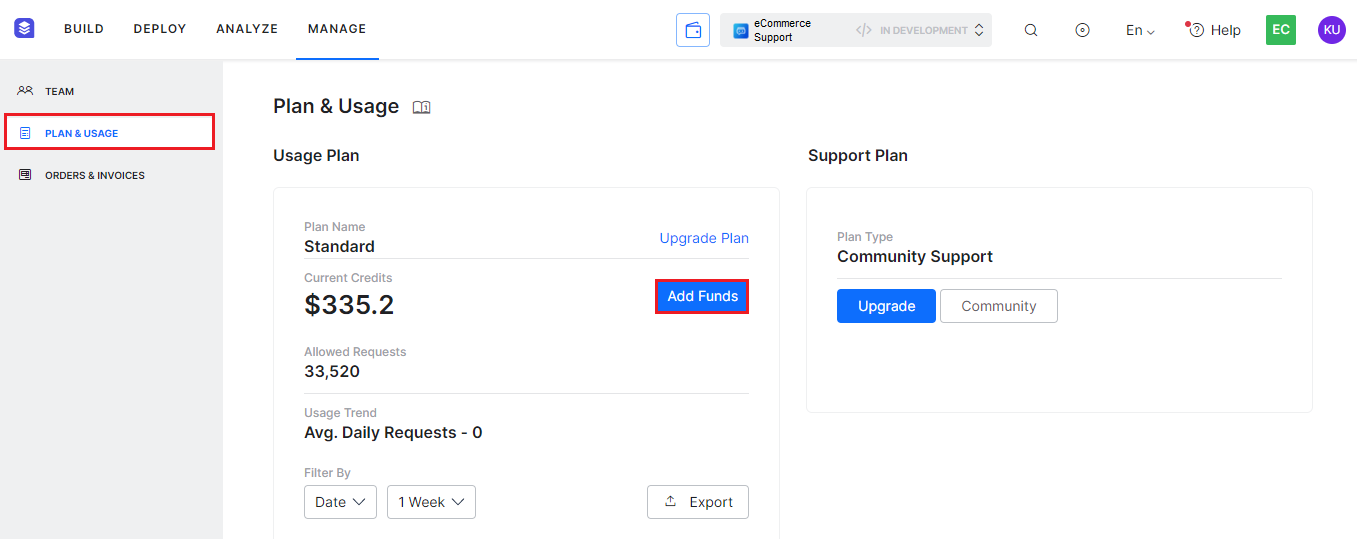 BUILD DEPLOY ANALYZE MANAGE eCommerce Support </> IN DEVELOPMENT En Help EC KU
TEAM
PLAN & USAGE
ORDERS & INVOICES
Plan & Usage 1
Usage Plan
Plan Name
Standard
Upgrade Plan
Current Credits
$335.2
Add Funds
Allowed Requests
33,520
Usage Trend
Avg. Daily Requests - 0
Filter By
Date 1 Week Export
Support Plan
Plan Type
Community Support
Upgrade Community